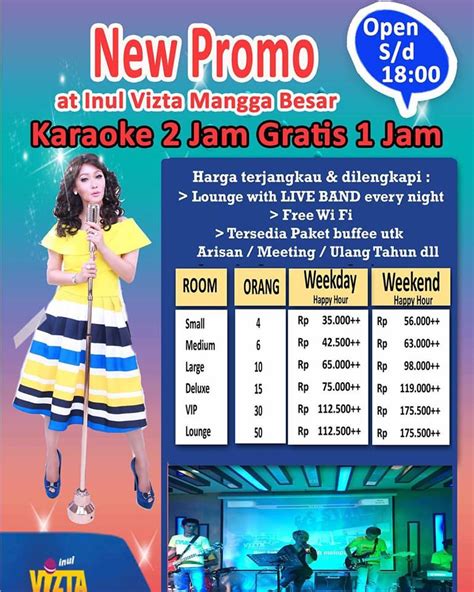 New Promo
at Inul Vizta Mangga Besar
Open
S/d
18:00
Karaoke 2 Jam Gratis 1 Jam
Harga terjangkau & dilengkapi :
> Lounge with LIVE BAND every night
> Free Wi Fi
> Tersedia Paket buffee utk
Arisan / Meeting / Ulang Tahun dll
ROOM ORANG Weekday Happy Hour Weekend Happy Hour
Small 4 Rp 35.000++ Rp 56.000++
Medium 6 Rp 42.500++ Rp 63.000++
Large 10 Rp 65.000++ Rp 98.000++
Deluxe 15 Rp 75.000++ Rp 119.000++
VIP 30 Rp 112.500++ Rp 175.500++
Lounge 50 Rp 112.500++ Rp 175.500++
inul
VIZTA